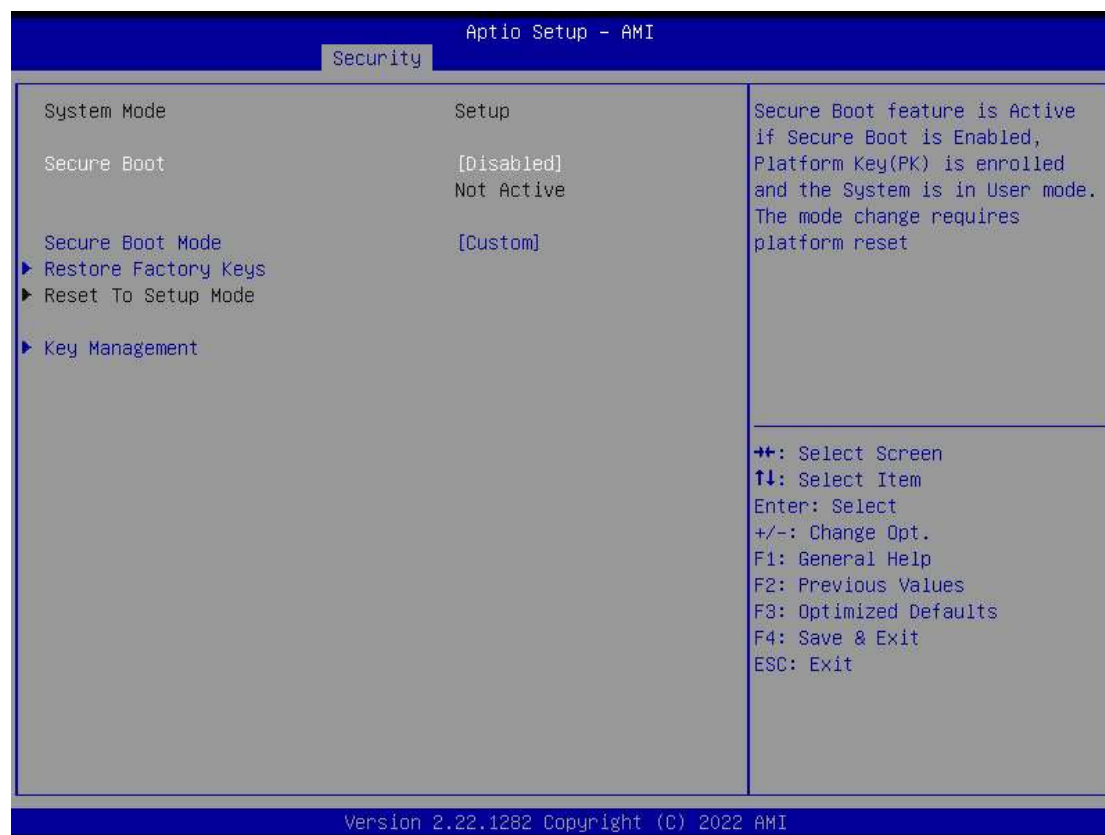 Aptio Setup - AMI
Security
System Mode Setup
Secure Boot [Disabled]
Not Active
Secure Boot Mode [Custom]
▶ Restore Factory Keys
▶ Reset To Setup Mode
▶ Key Management
Secure Boot feature is Active
if Secure Boot is Enabled,
Platform Key(PK) is enrolled
and the System is in User mode.
The mode change requires
platform reset
→←: Select Screen
↑↓: Select Item
Enter: Select
+/-: Change Opt.
F1: General Help
F2: Previous Values
F3: Optimized Defaults
F4: Save & Exit
ESC: Exit
Version 2.22.1282 Copyright (C) 2022 AMI